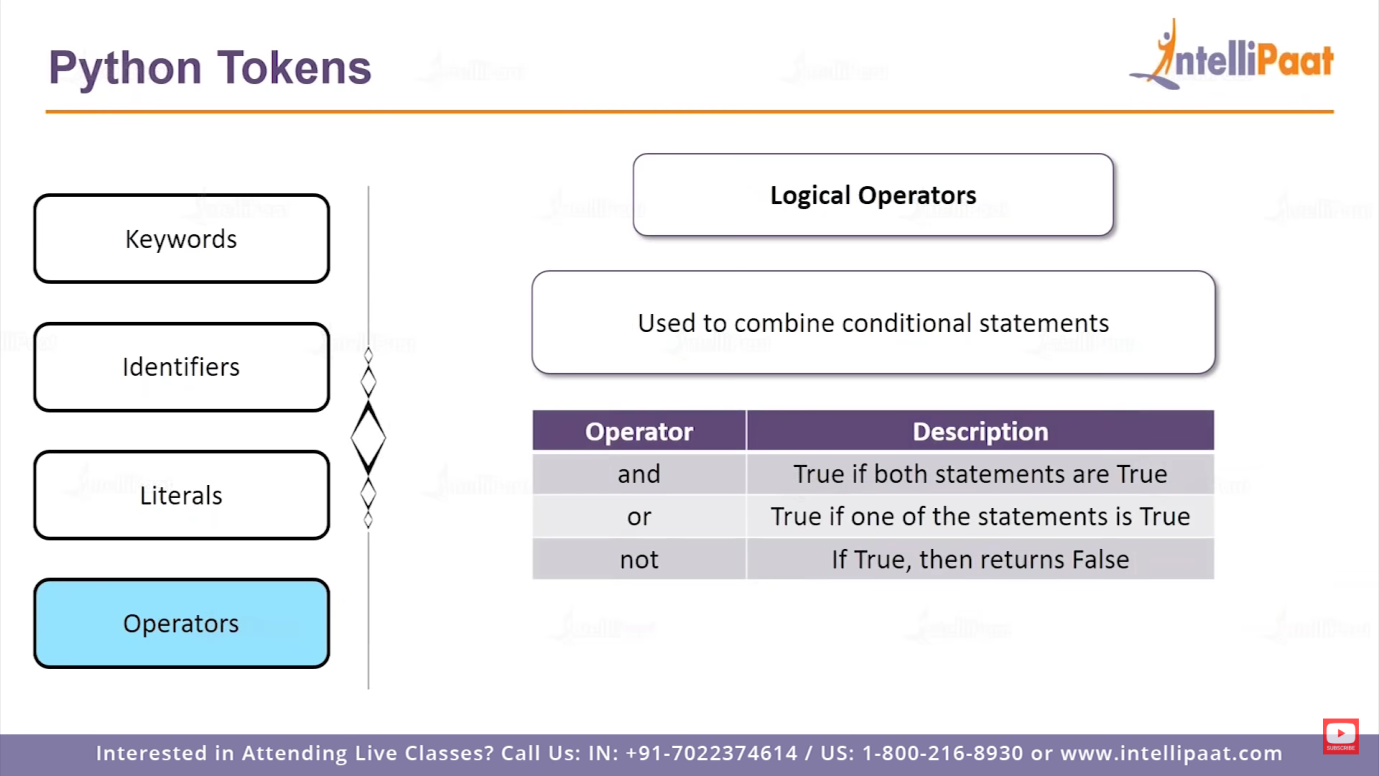 Python Tokens
IntelliPaat
Keywords
Identifiers
Literals
Operators
Logical Operators
Used to combine conditional statements
Operator Description
and True if both statements are True
or True if one of the statements is True
not If True, then returns False
SUBSCRIBE
Interested in Attending Live Classes? Call Us: IN: +91-7022374614 / US: 1-800-216-8930 or www.intellipaat.com